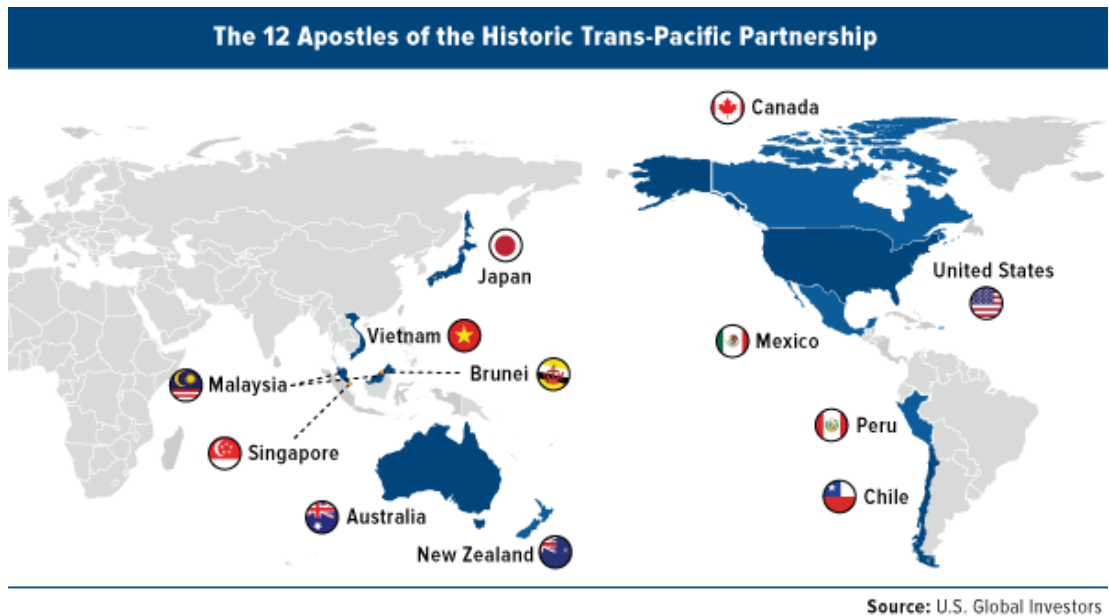 The 12 Apostles of the Historic Trans-Pacific Partnership
Canada
Japan
United States
Vietnam
Mexico
Malaysia
Brunei
Peru
Singapore
Chile
Australia
New Zealand
Source: U.S. Global Investors